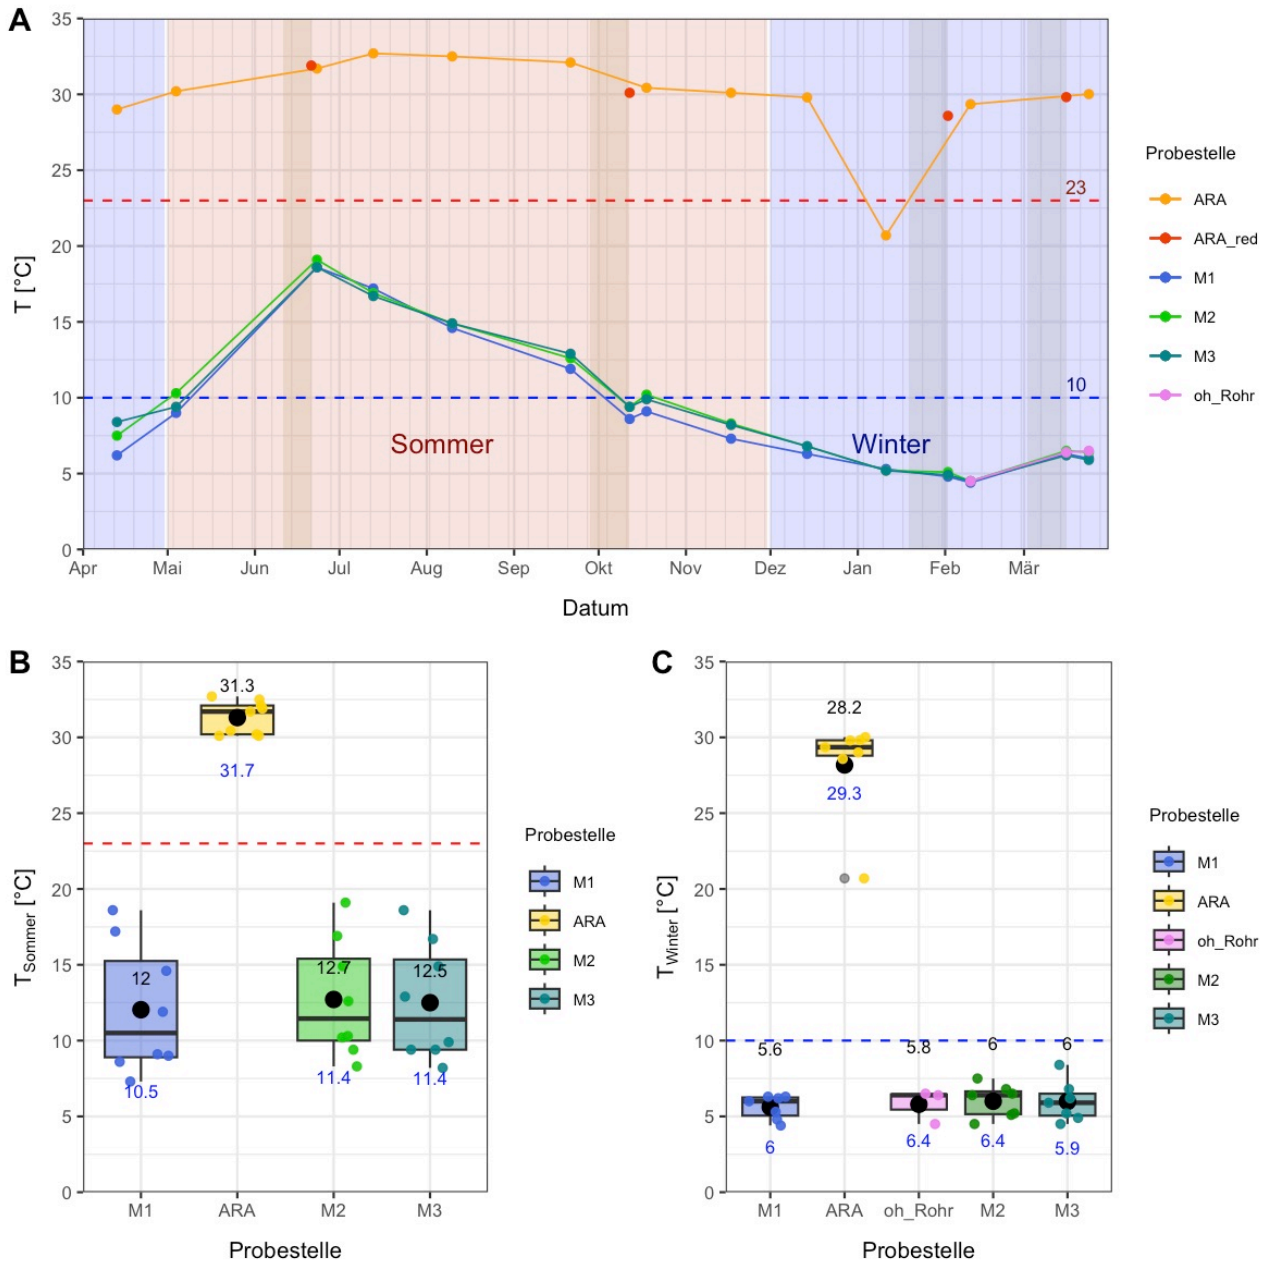 A
35
30
25
20
15
10
5
0
T [°C]
23
10
Sommer
Winter
Apr Mai Jun Jul Aug Sep Okt Nov Dez Jan Feb Mär
Datum
Probestelle
ARA
ARA_red
M1
M2
M3
oh_Rohr
B
35
30
25
20
15
10
5
0
TSommer [°C]
31.3
31.7
12
12.7
12.5
10.5
11.4
11.4
M1 ARA M2 M3
Probestelle
Probestelle
M1
ARA
M2
M3
C
35
30
25
20
15
10
5
0
TWinter [°C]
28.2
29.3
5.6
5.8
6
6
6
6.4
6.4
5.9
M1 ARA oh_Rohr M2 M3
Probestelle
Probestelle
M1
ARA
oh_Rohr
M2
M3